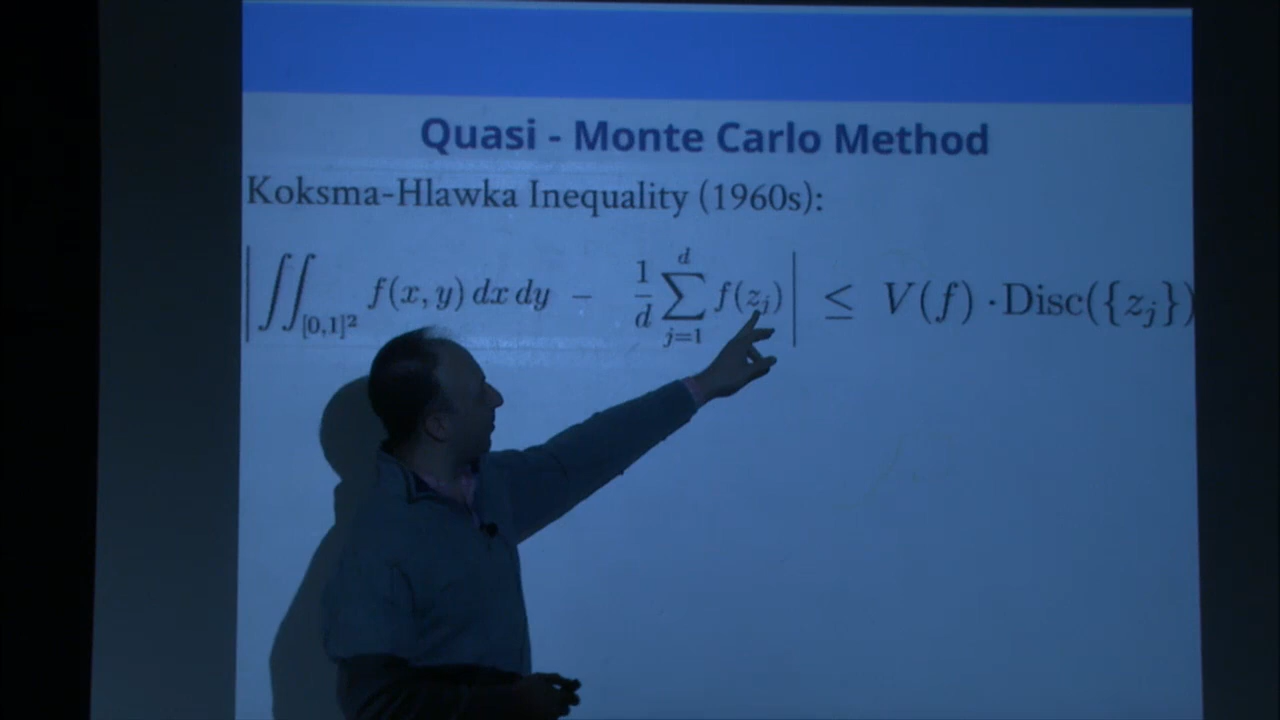 Quasi - Monte Carlo Method
Koksma-Hlawka Inequality (1960s):
|∬_{[0,1]²} f(x, y) dx dy − 1/d ∑_{j=1}^{d} f(z_j)| ≤ V(f) · Disc({z_j})